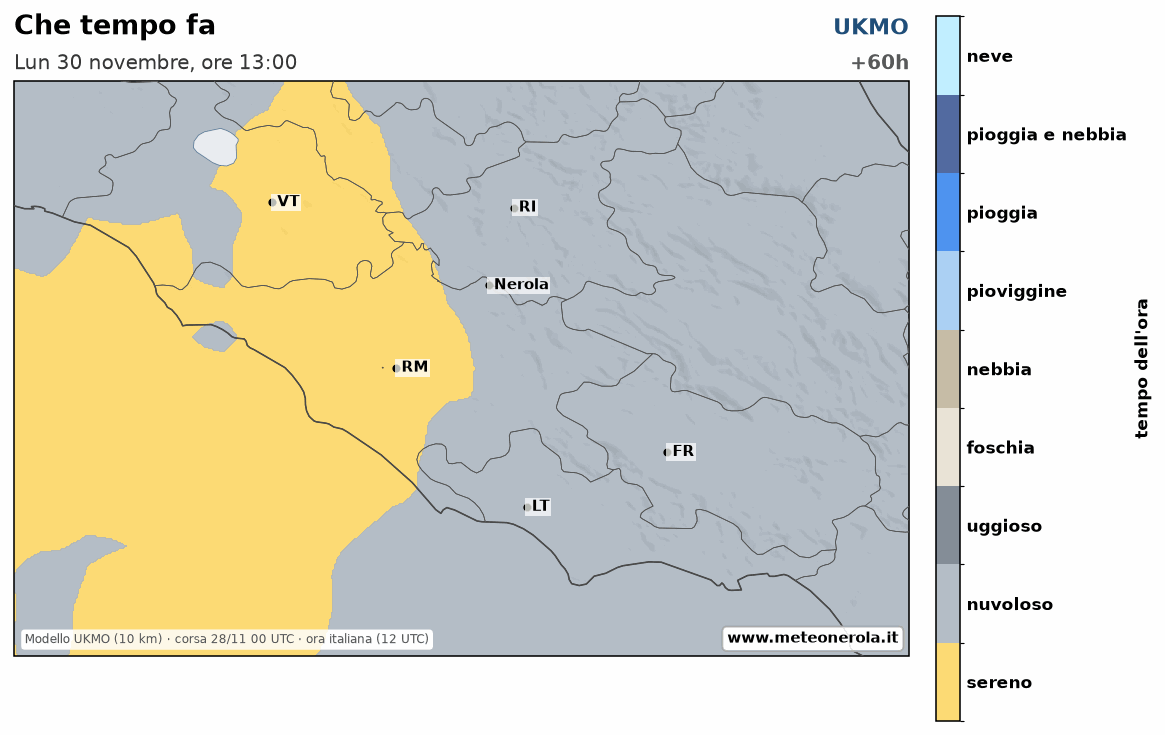 Che tempo fa
UKMO
Lun 30 novembre, ore 13:00
+60h
neve
pioggia e nebbia
pioggia
pioviggine
nebbia
foschia
uggioso
nuvoloso
sereno
tempo dell'ora
VT
RI
Nerola
RM
FR
LT
Modello UKMO (10 km) · corsa 28/11 00 UTC · ora italiana (12 UTC)
www.meteonerola.it